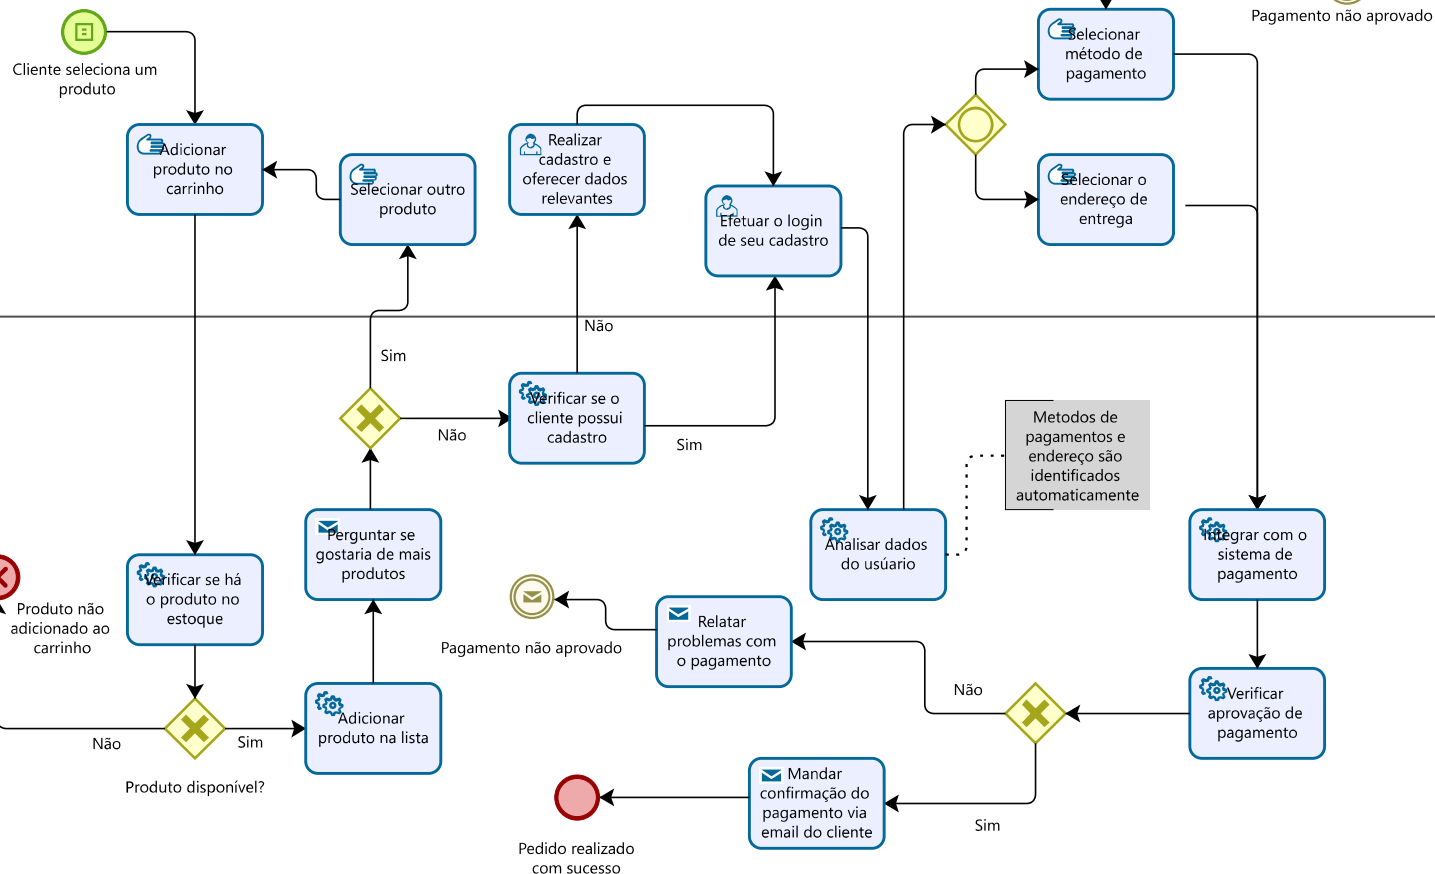 Cliente seleciona um
produto
Adicionar
produto no
carrinho
Selecionar outro
produto
Realizar
cadastro e
oferecer dados
relevantes
Efetuar o login
de seu cadastro
Selecionar
método de
pagamento
Pagamento não aprovado
Selecionar o
endereço de
entrega
Não
Sim
Não
Verificar se o
cliente possui
cadastro
Sim
Metodos de
pagamentos e
endereço são
identificados
automaticamente
Perguntar se
gostaria de mais
produtos
Analisar dados
do usúario
Integrar com o
sistema de
pagamento
Verificar se há
o produto no
estoque
Produto não
adicionado ao
carrinho
Pagamento não aprovado
Relatar
problemas com
o pagamento
Não
Verificar
aprovação de
pagamento
Adicionar
produto na lista
Não
Sim
Produto disponível?
Mandar
confirmação do
pagamento via
email do cliente
Sim
Pedido realizado
com sucesso